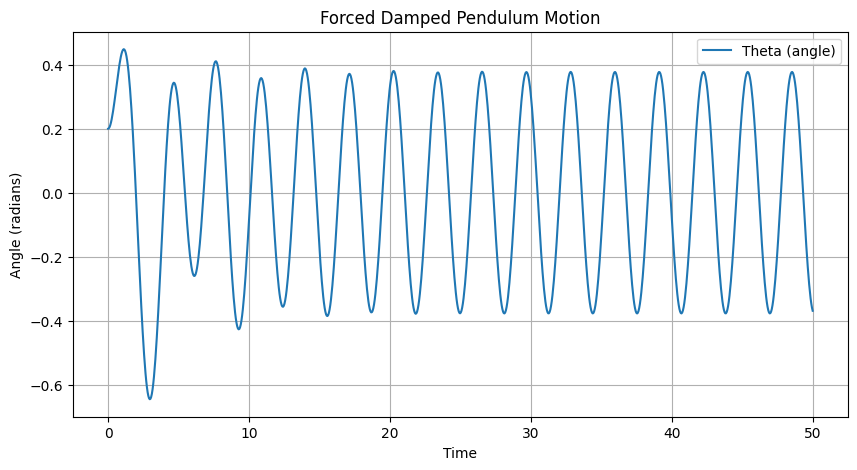 Forced Damped Pendulum Motion
Theta (angle)
Angle (radians)
0.4
0.2
0.0
−0.2
−0.4
−0.6
0 10 20 30 40 50
Time